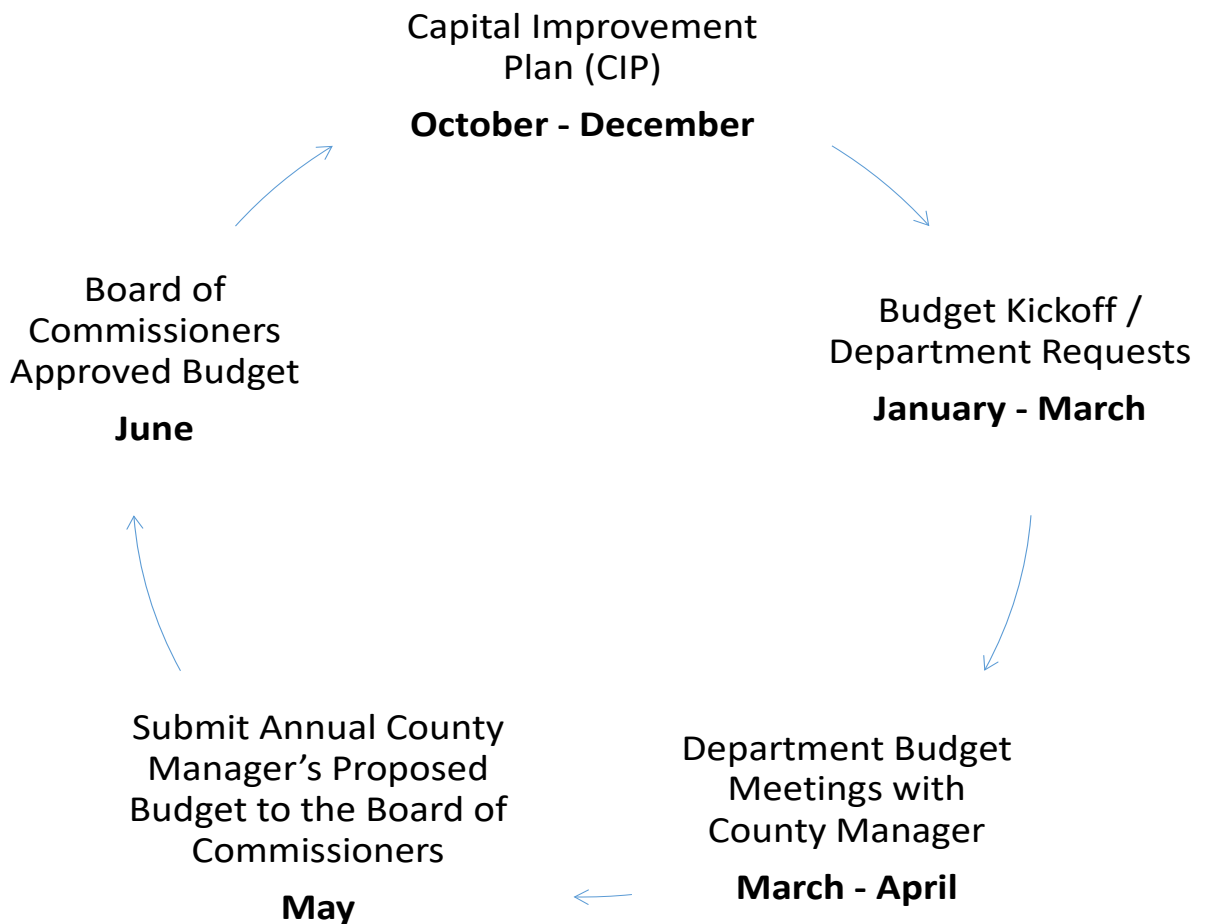 Capital Improvement
Plan (CIP)
October - December
Budget Kickoff /
Department Requests
January - March
Department Budget
Meetings with
County Manager
March - April
Submit Annual County
Manager’s Proposed
Budget to the Board of
Commissioners
May
Board of
Commissioners
Approved Budget
June